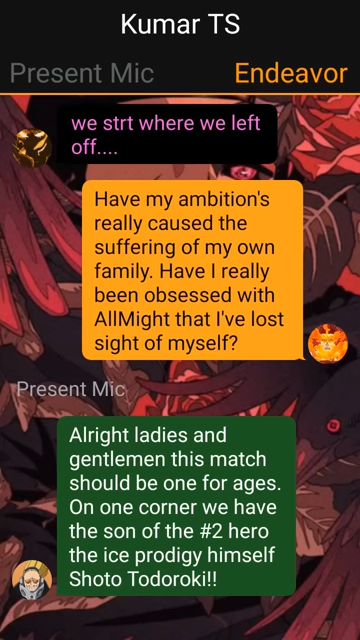 Kumar TS
Present Mic
Endeavor
we strt where we left
off....
Have my ambition's
really caused the
suffering of my own
family. Have I really
been obsessed with
AllMight that I've lost
sight of myself?
Present Mic
Alright ladies and
gentlemen this match
should be one for ages.
On one corner we have
the son of the #2 hero
the ice prodigy himself
Shoto Todoroki!!